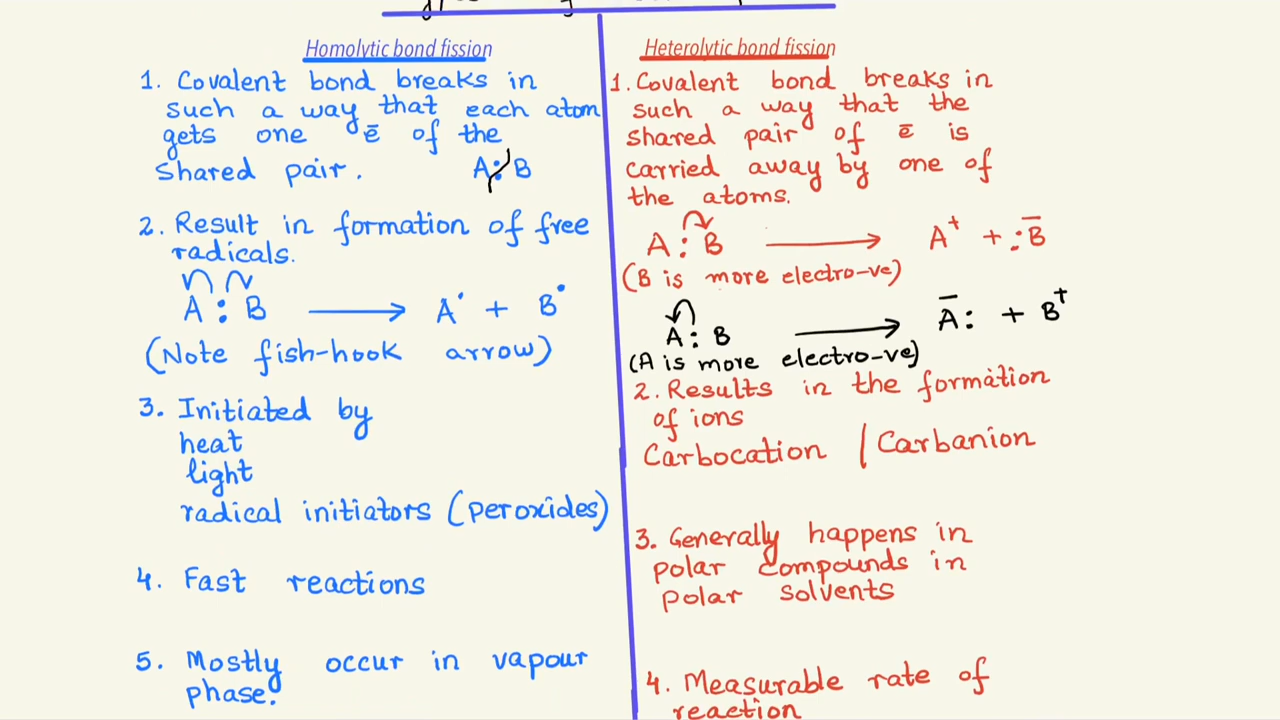 Homolytic bond fission
1. Covalent bond breaks in
such a way that each atom
gets one ē of the
shared pair. A : B
2. Result in formation of free
radicals.
A : B ⟶ A• + B•
(Note fish-hook arrow)
3. Initiated by
heat
light
radical initiators (peroxides)
4. Fast reactions
5. Mostly occur in vapour
phase.
Heterolytic bond fission
1. Covalent bond breaks in
such a way that the
shared pair of ē is
carried away by one of
the atoms.
A : B ⟶ A⁺ + :B̄
(B is more electro-ve)
A : B ⟶ Ā: + B⁺
(A is more electro-ve)
2. Results in the formation
of ions
Carbocation / Carbanion
3. Generally happens in
polar compounds in
polar solvents
4. Measurable rate of
reaction